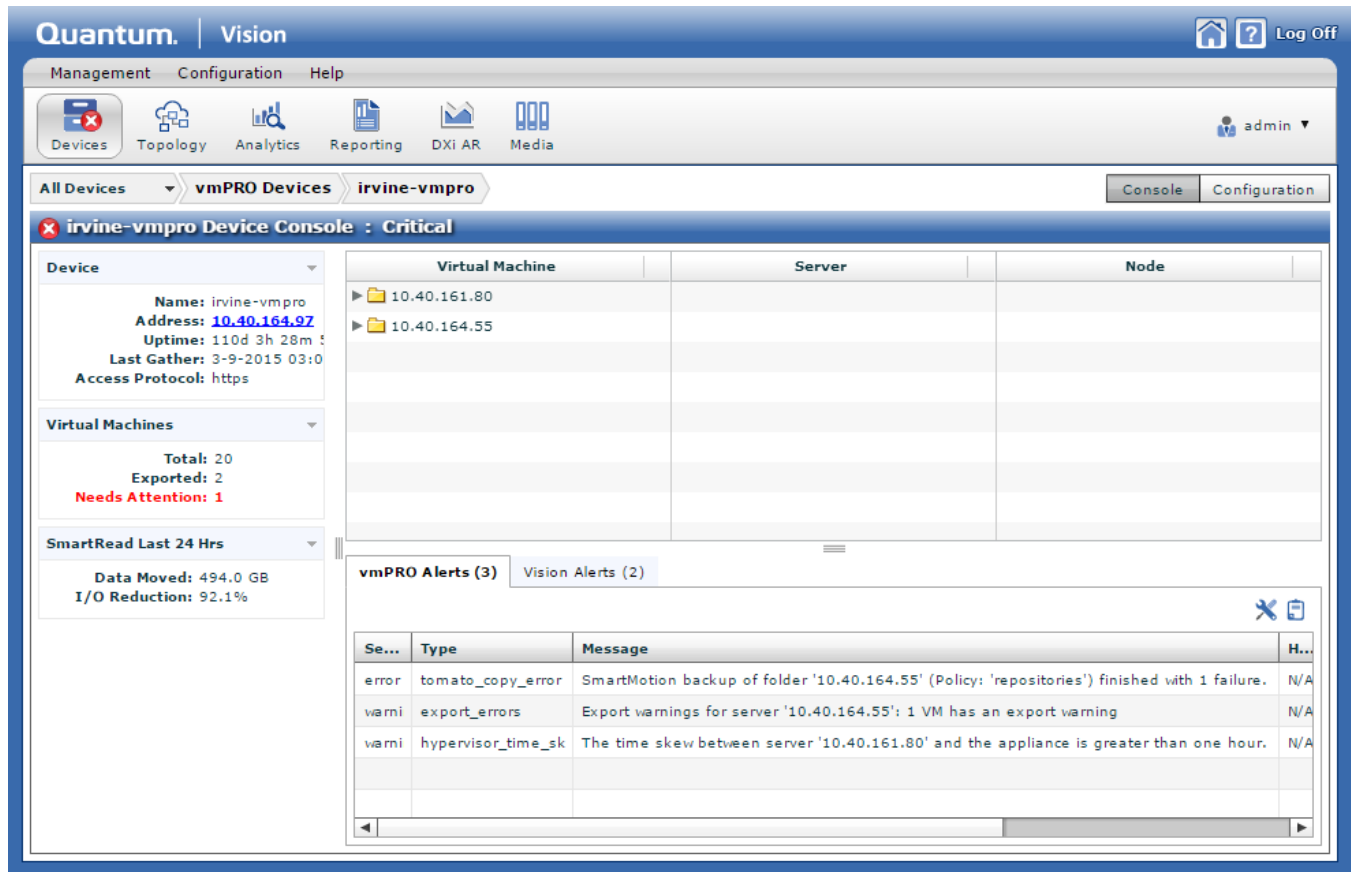 Quantum. | Vision
Log Off
Management Configuration Help
Devices Topology Analytics Reporting DXi AR Media
admin
All Devices vmPRO Devices irvine-vmpro
Console Configuration
irvine-vmpro Device Console : Critical
Device
Name: irvine-vmpro
Address: 10.40.164.97
Uptime: 110d 3h 28m
Last Gather: 3-9-2015 03:0
Access Protocol: https
Virtual Machines
Total: 20
Exported: 2
Needs Attention: 1
SmartRead Last 24 Hrs
Data Moved: 494.0 GB
I/O Reduction: 92.1%
Virtual Machine Server Node
10.40.161.80
10.40.164.55
vmPRO Alerts (3) Vision Alerts (2)
Se... Type Message H...
error tomato_copy_error SmartMotion backup of folder '10.40.164.55' (Policy: 'repositories') finished with 1 failure. N/A
warni export_errors Export warnings for server '10.40.164.55': 1 VM has an export warning N/A
warni hypervisor_time_sk The time skew between server '10.40.161.80' and the appliance is greater than one hour. N/A